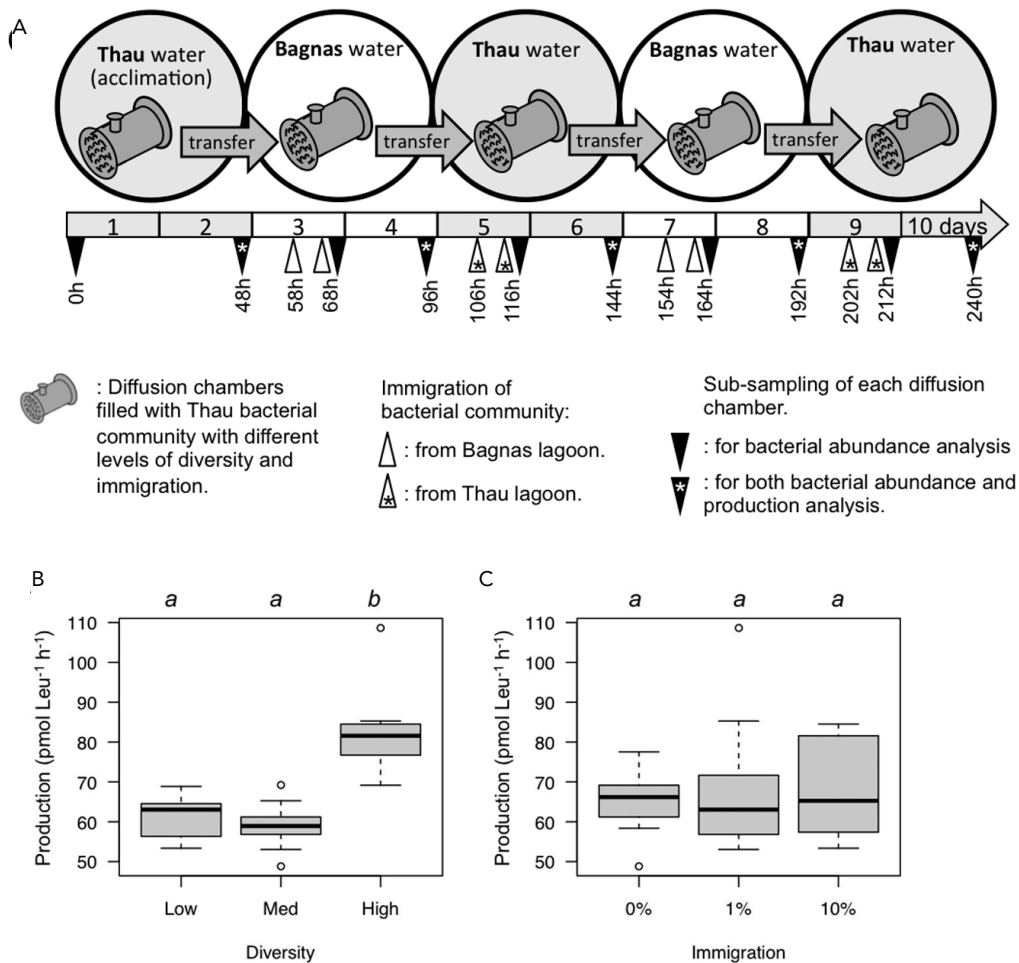 A
Thau water
(acclimation)
Bagnas water
Thau water
Bagnas water
Thau water
transfer
transfer
transfer
transfer
1 2 3 4 5 6 7 8 9 10 days
* * * * * * * * *
0h 48h 58h 68h 96h 106h 116h 144h 154h 164h 192h 202h 212h 240h
: Diffusion chambers
filled with Thau bacterial
community with different
levels of diversity and
immigration.
Immigration of
bacterial community:
: from Bagnas lagoon.
* : from Thau lagoon.
Sub-sampling of each diffusion
chamber.
: for bacterial abundance analysis
* : for both bacterial abundance and
production analysis.
B
a a b
Production (pmol Leu⁻¹ h⁻¹)
110
100
90
80
70
60
50
Low Med High
Diversity
C
a a a
Production (pmol Leu⁻¹ h⁻¹)
110
100
90
80
70
60
50
0% 1% 10%
Immigration